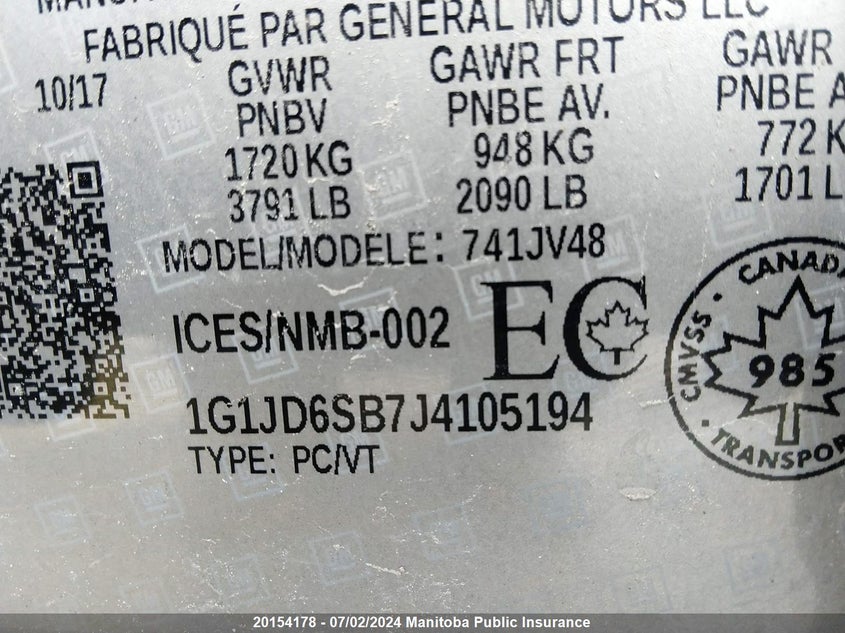 FABRIQUÉ PAR GENERAL MOTORS LLC
10/17
GVWR
PNBV
1720 KG
3791 LB
GAWR FRT
PNBE AV.
948 KG
2090 LB
GAWR
PNBE A
772 K
1701 L
MODEL/MODELE: 741JV48
ICES/NMB-002
EC
1G1JD6SB7J4105194
TYPE: PC/VT
CANADA
CMVSS
985
TRANSPOR
GM
20154178 - 07/02/2024 Manitoba Public Insurance